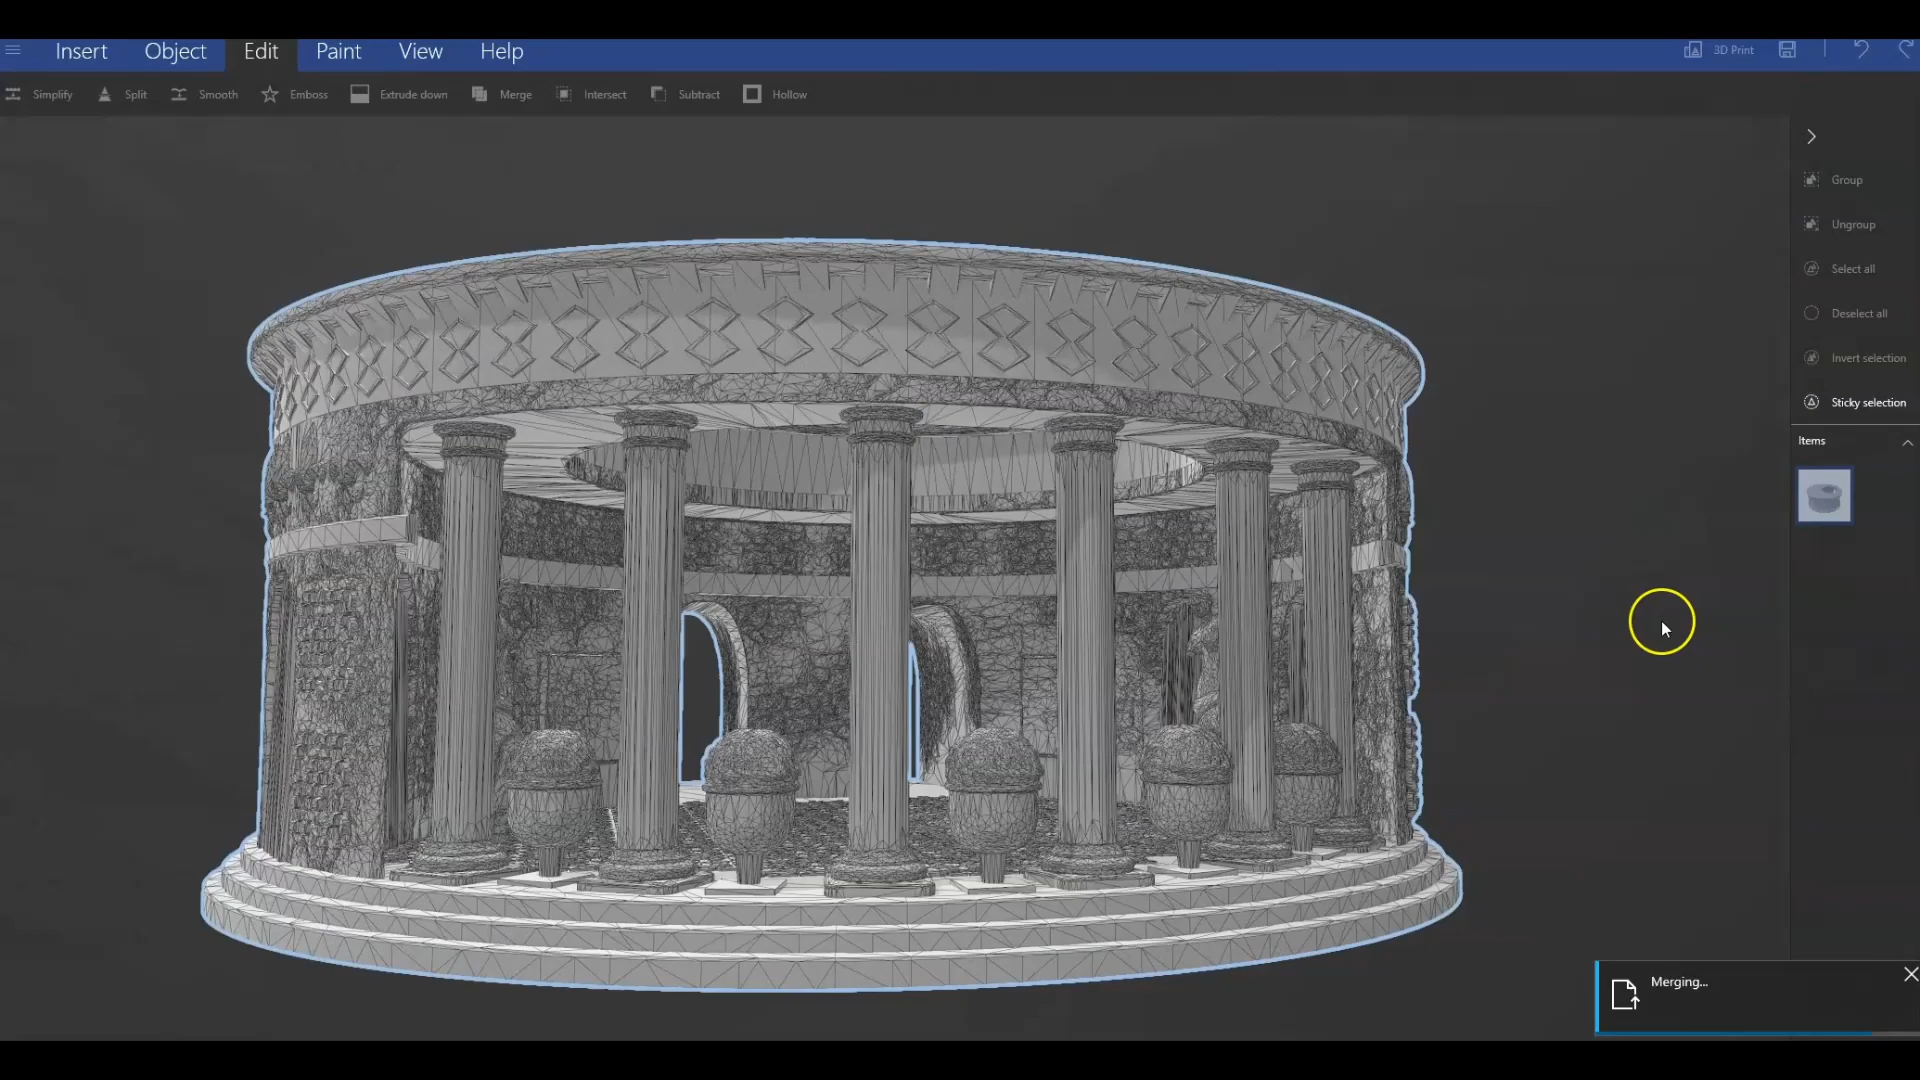 Insert Object Edit Paint View Help 3D Print
Simplify Split Smooth Emboss Extrude down Merge Intersect Subtract Hollow
Group
Ungroup
Select all
Deselect all
Invert selection
Sticky selection
Items
Merging...